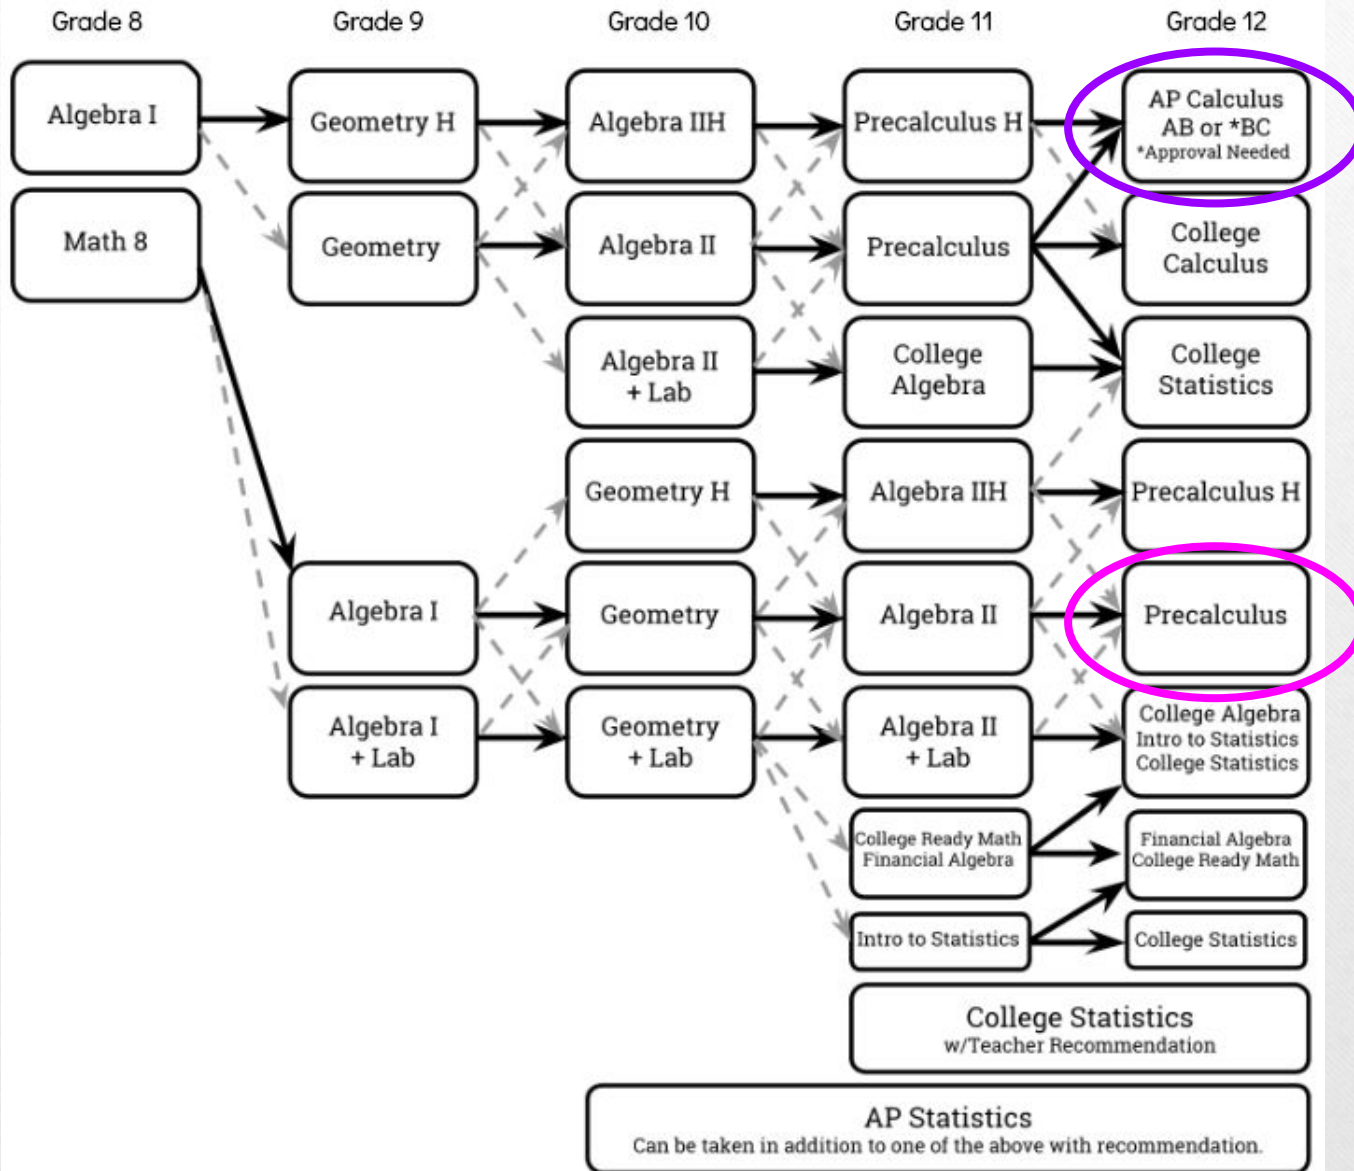 Grade 8
Grade 9
Grade 10
Grade 11
Grade 12
Algebra I
Geometry H
Algebra IIH
Precalculus H
AP Calculus
AB or *BC
*Approval Needed
Math 8
Geometry
Algebra II
Precalculus
College
Calculus
Algebra II
+ Lab
College
Algebra
College
Statistics
Geometry H
Algebra IIH
Precalculus H
Algebra I
Geometry
Algebra II
Precalculus
Algebra I
+ Lab
Geometry
+ Lab
Algebra II
+ Lab
College Algebra
Intro to Statistics
College Statistics
College Ready Math
Financial Algebra
Financial Algebra
College Ready Math
Intro to Statistics
College Statistics
College Statistics
w/Teacher Recommendation
AP Statistics
Can be taken in addition to one of the above with recommendation.